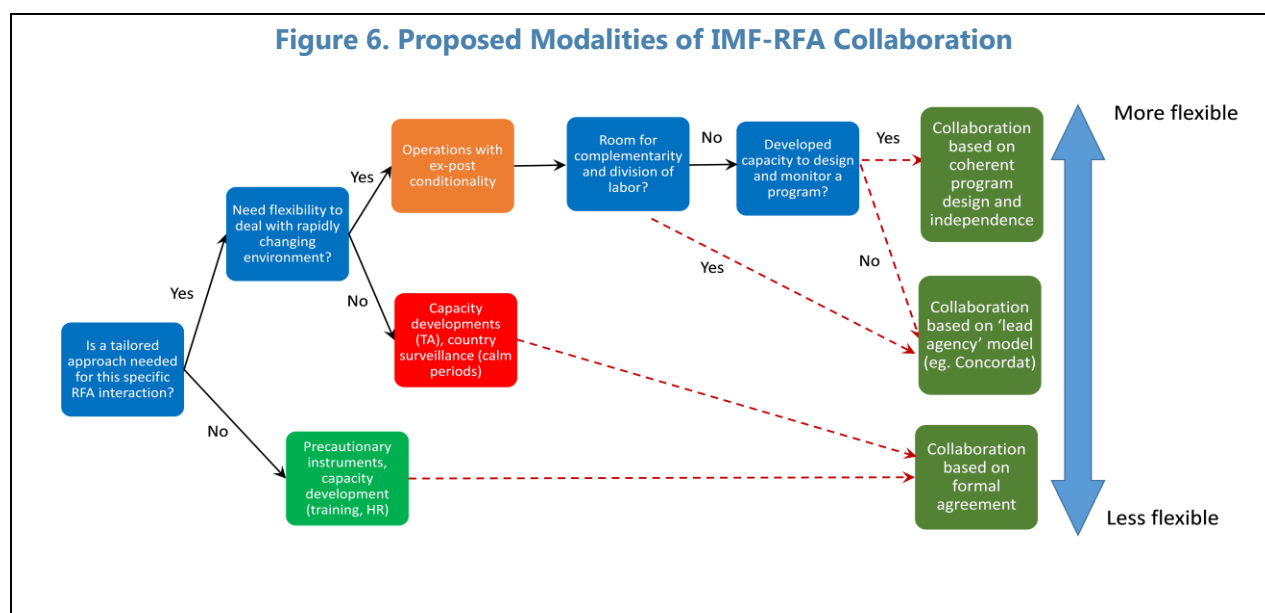 Figure 6. Proposed Modalities of IMF-RFA Collaboration
More flexible
Operations with
ex-post
conditionality
Room for
complementarity
and division of
labor?
No
Developed capacity
to design and
monitor a
program?
Yes
Collaboration
based on
coherent
program
design and
independence
Yes
Need flexibility to
deal with rapidly
changing
environment?
Yes
No
Yes
No
Capacity
developments
(TA), country
surveillance (calm
periods)
Collaboration
based on ‘lead
agency’ model
(eg. Concordat)
Is a tailored
approach needed
for this specific
RFA interaction?
No
Precautionary
instruments,
capacity
development
(training, HR)
Collaboration
based on
formal
agreement
Less flexible